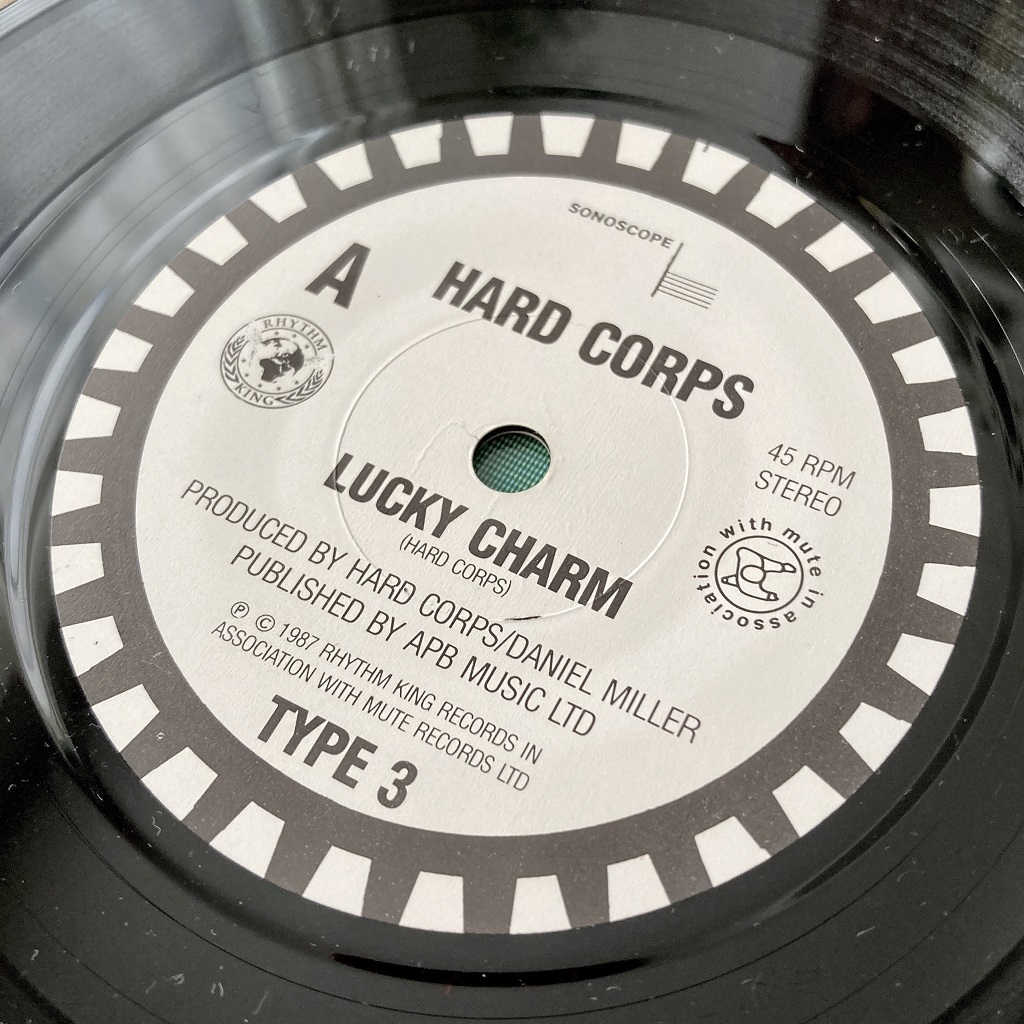 SONOSCOPE
A
HARD CORPS
RHYTHM
KING
45 RPM
STEREO
LUCKY CHARM
(HARD CORPS)
in association with mute
PRODUCED BY HARD CORPS/DANIEL MILLER
PUBLISHED BY APB MUSIC LTD
℗ © 1987 RHYTHM KING RECORDS IN
ASSOCIATION WITH MUTE RECORDS LTD
TYPE 3